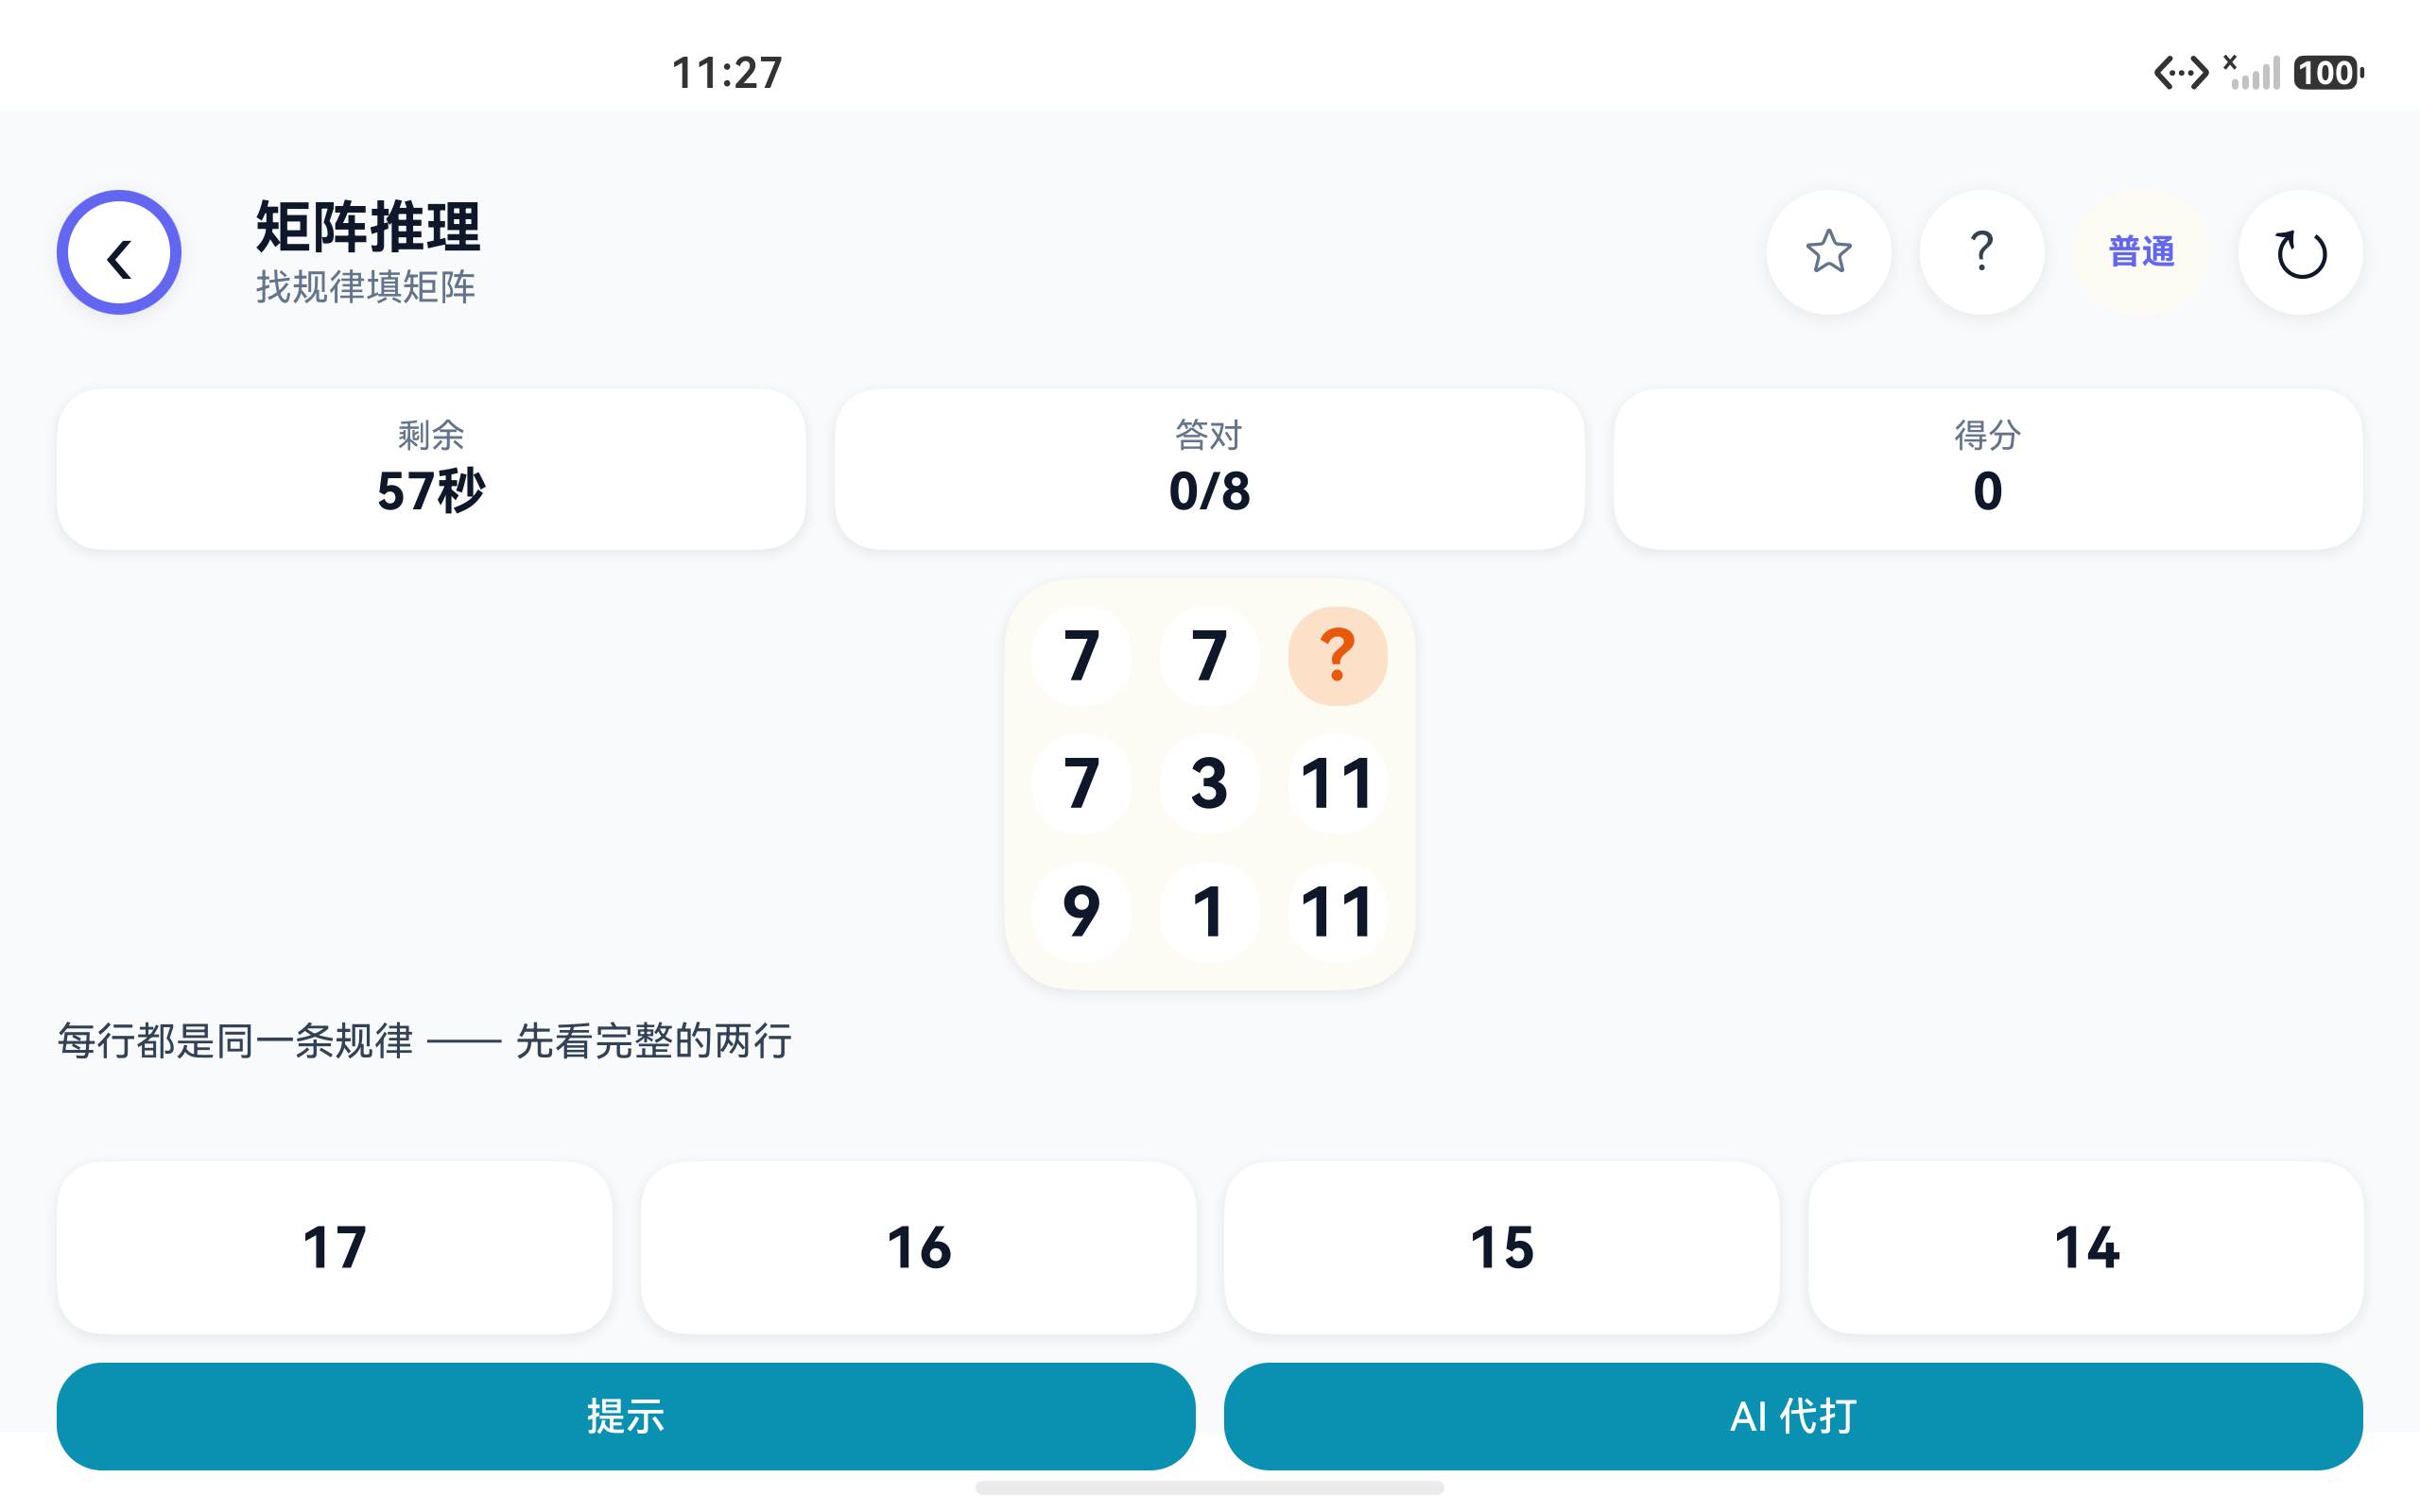 11:27
100
矩阵推理
找规律填矩阵
?
普通
剩余
57秒
答对
0/8
得分
0
7 7 ?
7 3 11
9 1 11
每行都是同一条规律 —— 先看完整的两行
17
16
15
14
提示
AI 代打